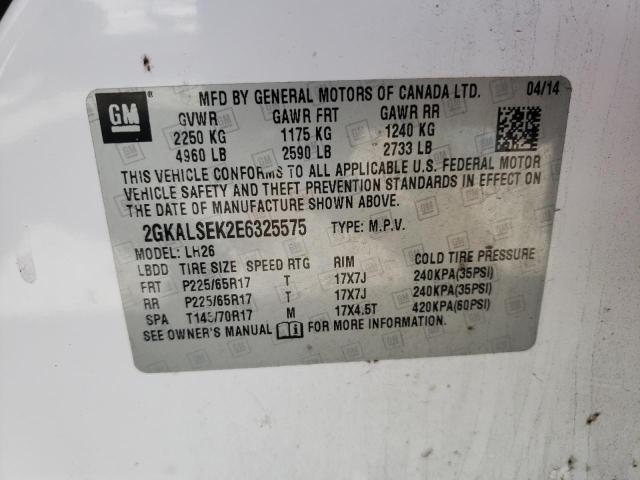 GM ® MFD BY GENERAL MOTORS OF CANADA LTD. 04/14
GVWR GAWR FRT GAWR RR
2250 KG 1175 KG 1240 KG
4960 LB 2590 LB 2733 LB
THIS VEHICLE CONFORMS TO ALL APPLICABLE U.S. FEDERAL MOTOR
VEHICLE SAFETY AND THEFT PREVENTION STANDARDS IN EFFECT ON
THE DATE OF MANUFACTURE SHOWN ABOVE.
2GKALSEK2E6325575 TYPE: M.P.V.
MODEL: LH26
LBDD TIRE SIZE SPEED RTG RIM COLD TIRE PRESSURE
FRT P225/65R17 T 17X7J 240KPA(35PSI)
RR P225/65R17 T 17X7J 240KPA(35PSI)
SPA T145/70R17 M 17X4.5T 420KPA(60PSI)
SEE OWNER'S MANUAL FOR MORE INFORMATION.